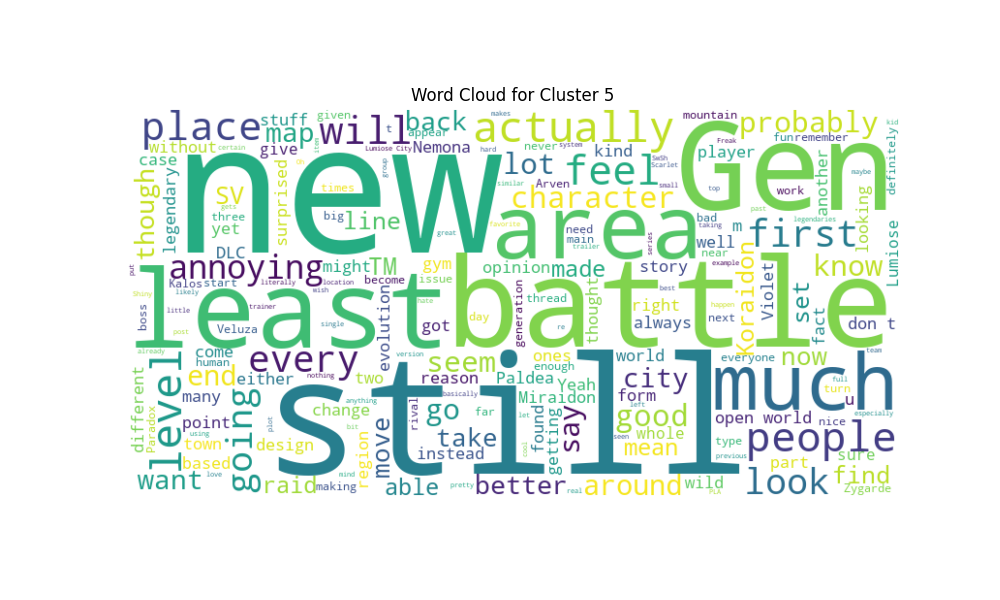 Word Cloud for Cluster 5
place stuff given will back actually makes mountain probably kid
map t appear Freak fun remember
without certain give Lumiose City Nemona never system hard kind player definitely
case new lot feel SwSh Scarlet Gen maybe
though legendary SV surprised times item group similar Arven small top work another
gets three big line character past looking
yet DLC great favorite area need main trailer series bad taking m legendaries first
well near Lumiose
put annoying might TM gym opinion made story best example know
Kalos start literally location become issue Koraidon
Shiny likely wish hate day generation thread thought right happen set
least battle
boss little trainer evolution got re always Violet next fact don t
Veluza post single
already come human every version seem ones enough world everyone now team
end either nothing two reason Paldea Yeah city full much
different many anything rival Miraidon form turn u
Paradox level still change far found say left open world nice especially
point bit go let good whole
using town plot basically take cool seen people
going design move instead getting mean type previous sure
based region part
want love raid mind able pretty better real around wild look find
making PLA Zygarde